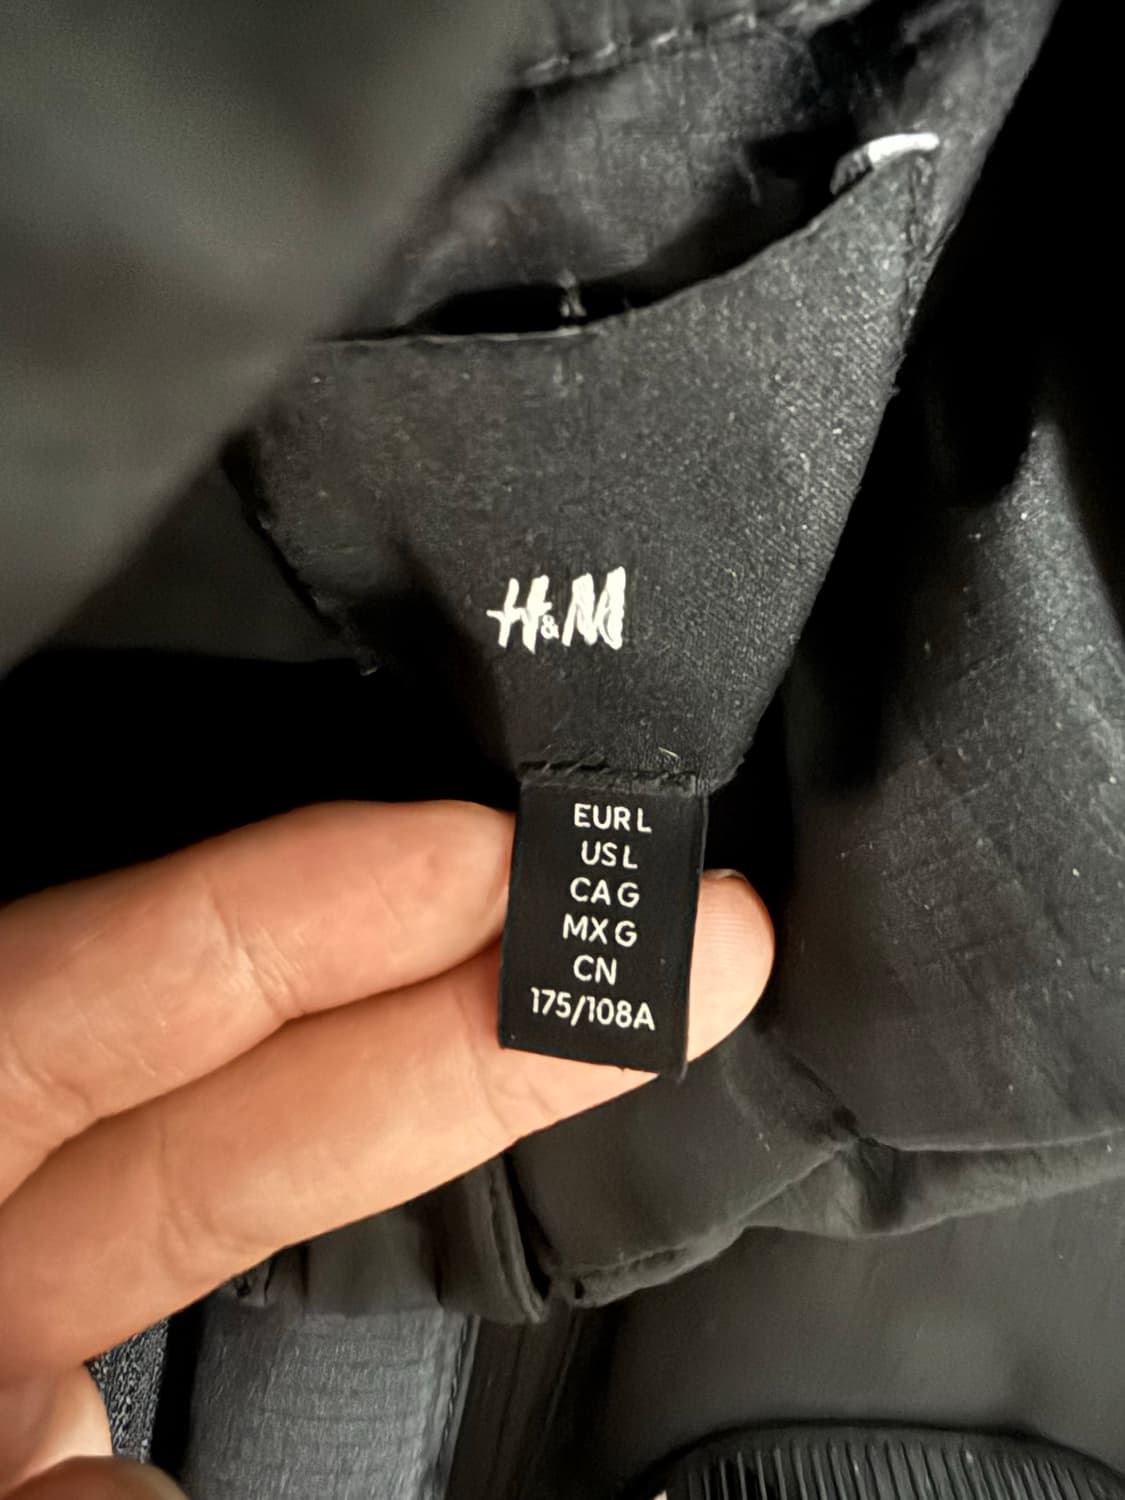 H&M
EUR L
US L
CA G
MX G
CN
175/108A